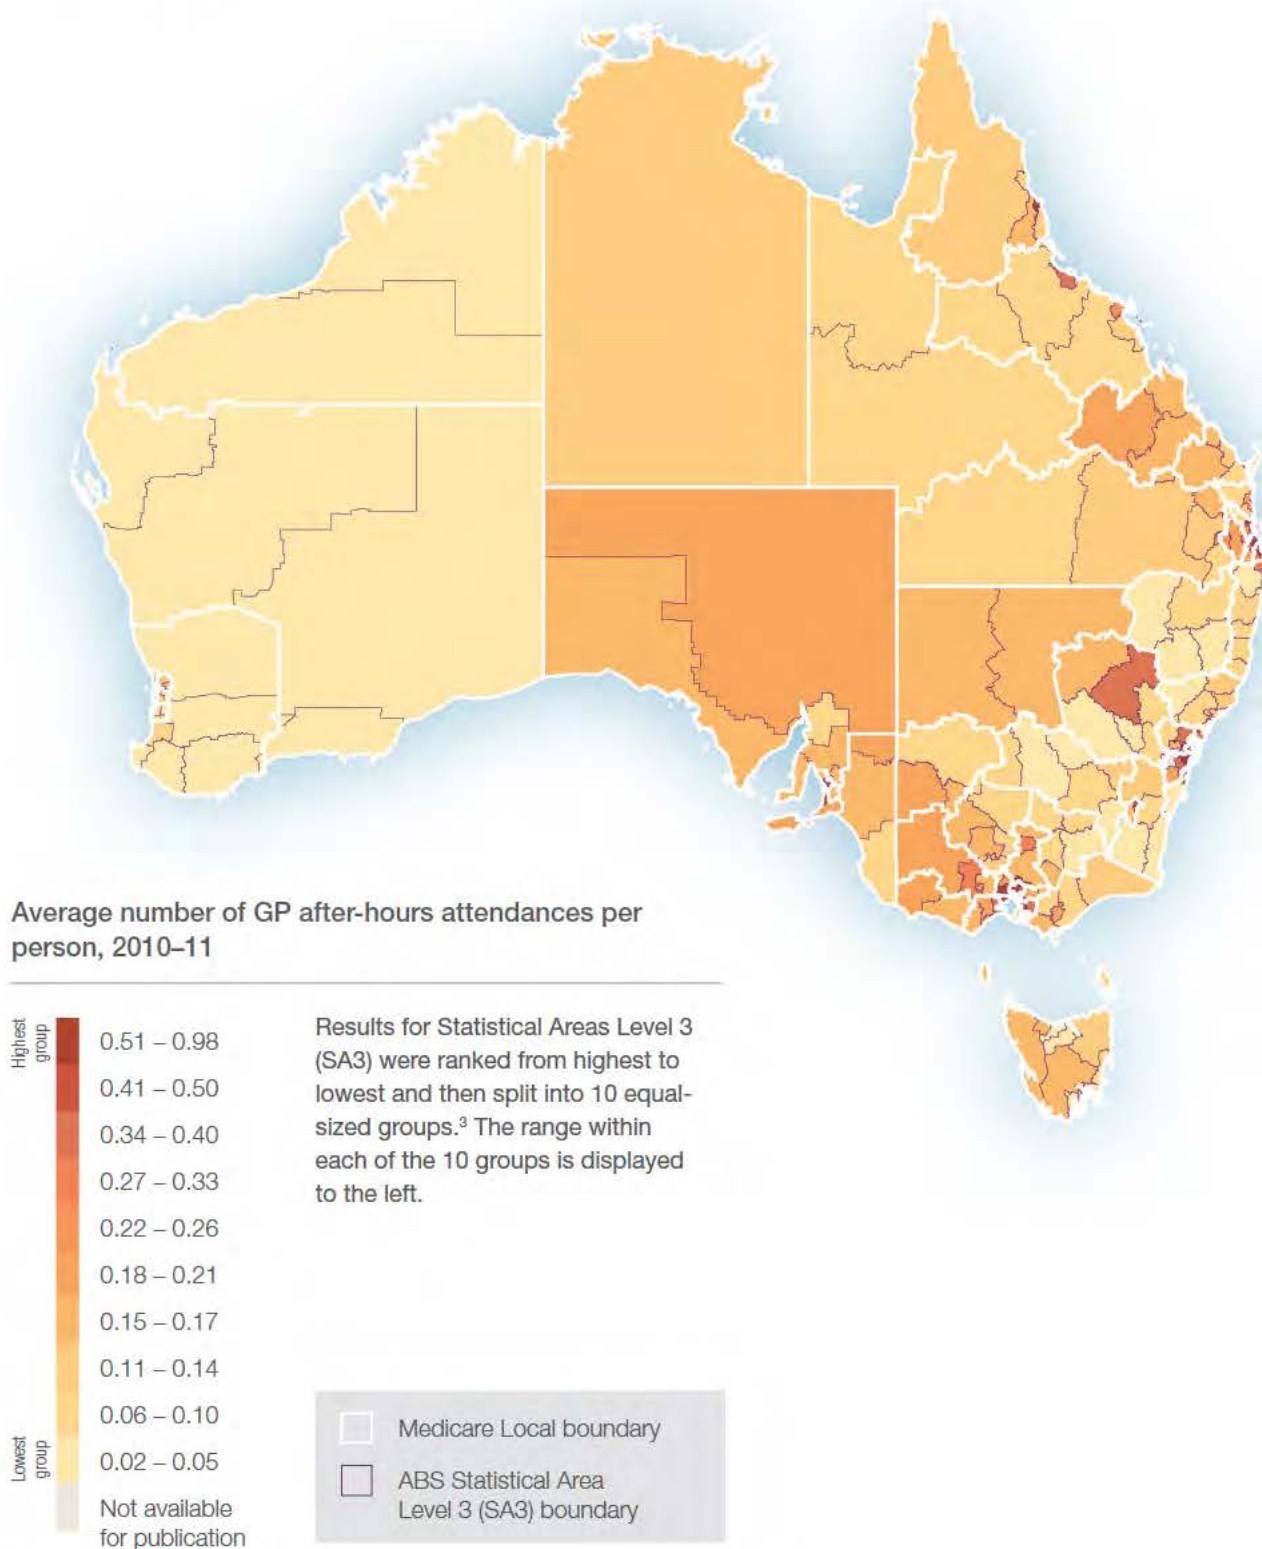 Average number of GP after-hours attendances per
person, 2010–11
Highest
group
0.51 – 0.98
0.41 – 0.50
0.34 – 0.40
0.27 – 0.33
0.22 – 0.26
0.18 – 0.21
0.15 – 0.17
0.11 – 0.14
0.06 – 0.10
0.02 – 0.05
Lowest
group
Not available
for publication
Results for Statistical Areas Level 3
(SA3) were ranked from highest to
lowest and then split into 10 equal-
sized groups.³ The range within
each of the 10 groups is displayed
to the left.
Medicare Local boundary
ABS Statistical Area
Level 3 (SA3) boundary